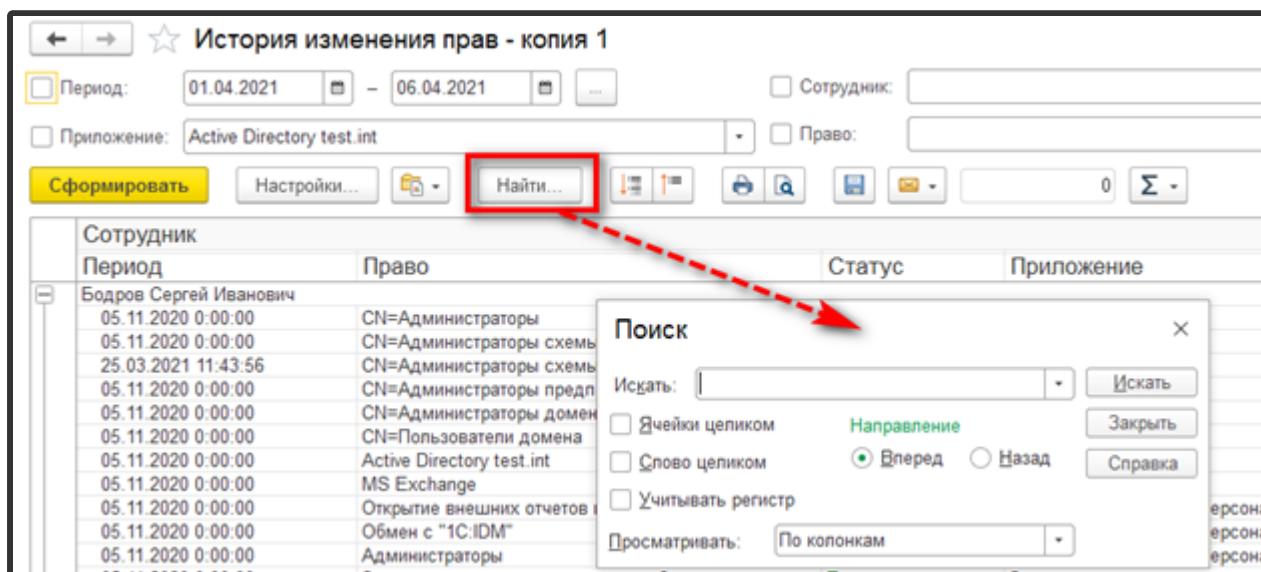 История изменения прав - копия 1
Период: 01.04.2021 – 06.04.2021 ... Сотрудник:
Приложение: Active Directory test.int Право:
Сформировать Настройки... Найти... 0 Σ
Сотрудник
Период Право Статус Приложение
Бодров Сергей Иванович
05.11.2020 0:00:00 CN=Администраторы
05.11.2020 0:00:00 CN=Администраторы схемы
25.03.2021 11:43:56 CN=Администраторы схемы
05.11.2020 0:00:00 CN=Администраторы предп
05.11.2020 0:00:00 CN=Администраторы домен
05.11.2020 0:00:00 CN=Пользователи домена
05.11.2020 0:00:00 Active Directory test.int
05.11.2020 0:00:00 MS Exchange
05.11.2020 0:00:00 Открытие внешних отчетов ерсон
05.11.2020 0:00:00 Обмен с "1С:IDM" ерсон
05.11.2020 0:00:00 Администраторы ерсон
Поиск
Искать: Искать
Ячейки целиком Направление Закрыть
Слово целиком Вперед Назад Справка
Учитывать регистр
Просматривать: По колонкам